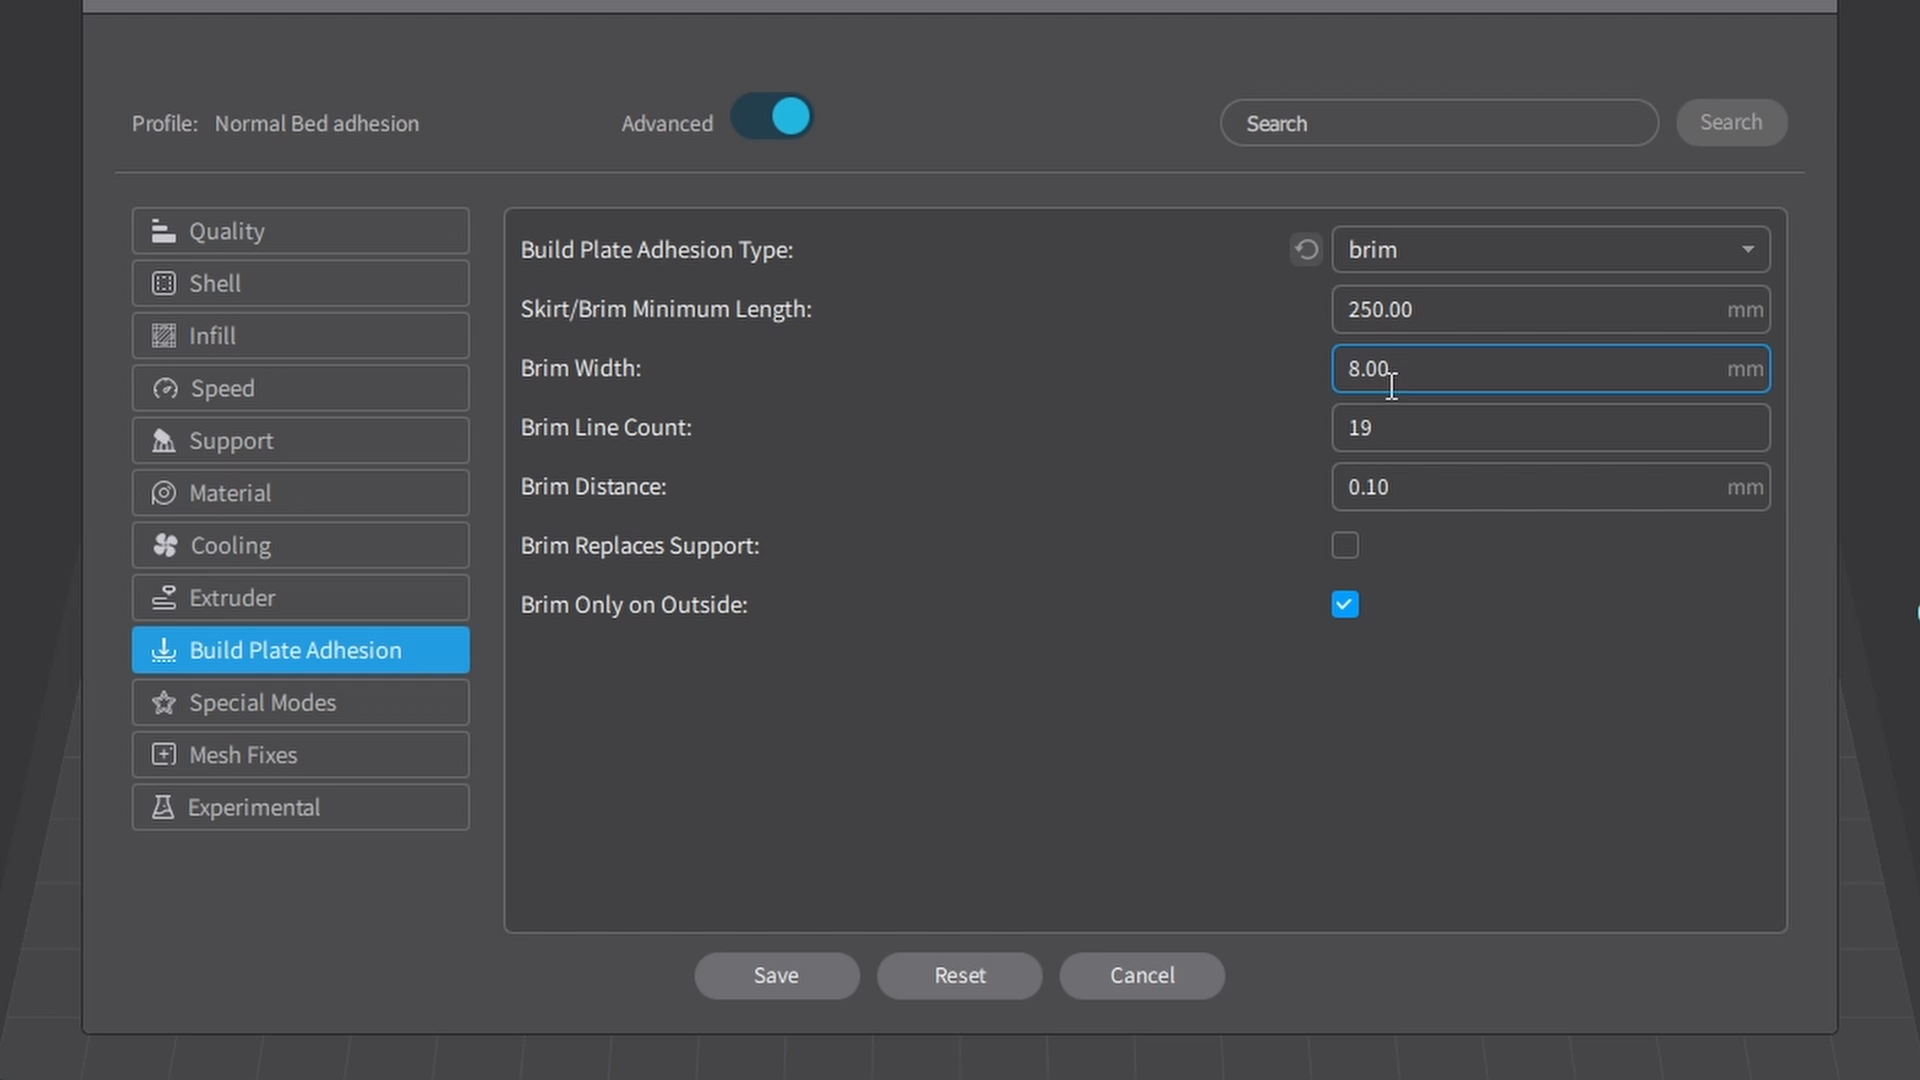 Profile: Normal Bed adhesion
Advanced
Search
Search
Quality
Shell
Infill
Speed
Support
Material
Cooling
Extruder
Build Plate Adhesion
Special Modes
Mesh Fixes
Experimental
Build Plate Adhesion Type: brim
Skirt/Brim Minimum Length: 250.00 mm
Brim Width: 8.00 mm
Brim Line Count: 19
Brim Distance: 0.10 mm
Brim Replaces Support:
Brim Only on Outside:
Save
Reset
Cancel